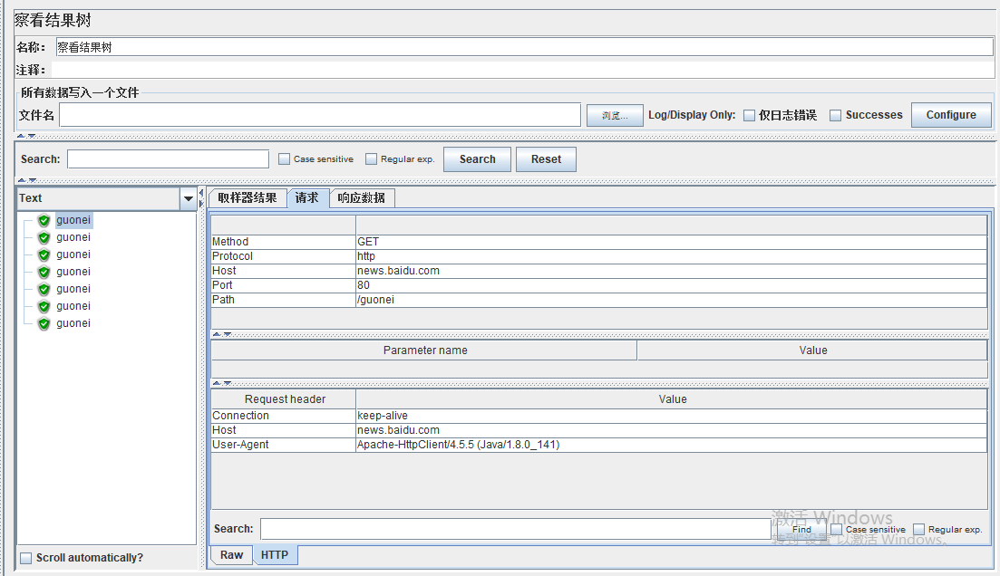 察看结果树
名称： 察看结果树
注释：
所有数据写入一个文件
文件名 浏览... Log/Display Only: 仅日志错误 Successes Configure
Search: Case sensitive Regular exp. Search Reset
Text
guonei
guonei
guonei
guonei
guonei
guonei
guonei
Scroll automatically?
取样器结果 请求 响应数据
Method GET
Protocol http
Host news.baidu.com
Port 80
Path /guonei
Parameter name Value
Request header Value
Connection keep-alive
Host news.baidu.com
User-Agent Apache-HttpClient/4.5.5 (Java/1.8.0_141)
激活 Windows
Search: Find Case sensitive Regular exp.
转到"设置"以激活 Windows。
Raw HTTP